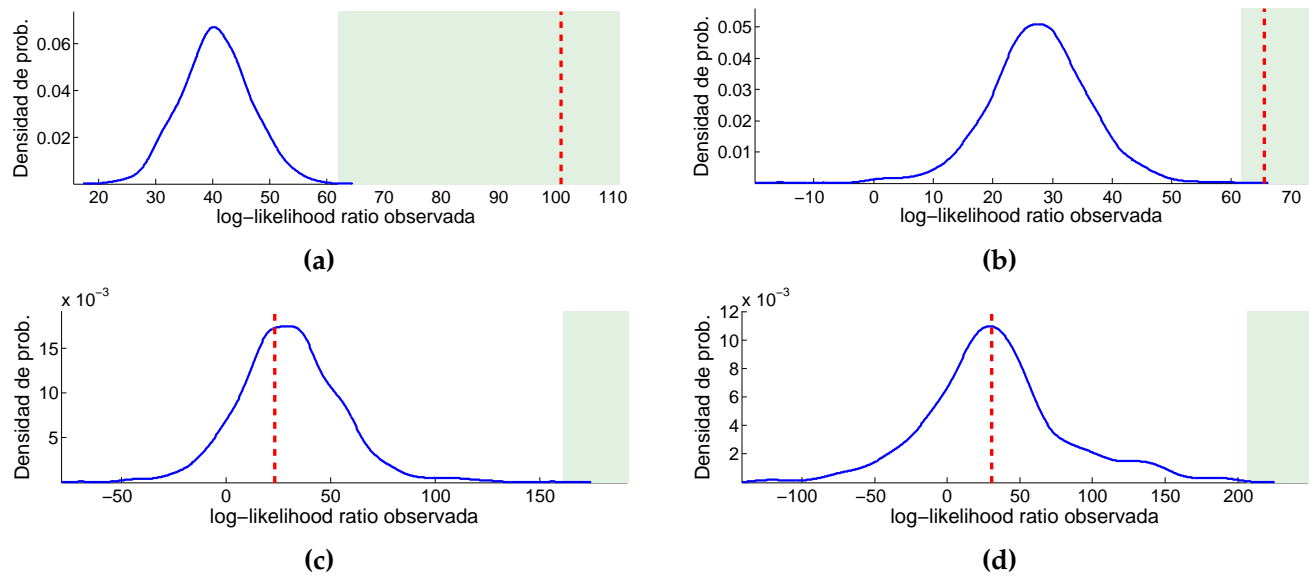 Densidad de prob.
0.06
0.04
0.02
20 30 40 50 60 70 80 90 100 110
log−likelihood ratio observada
(a)
Densidad de prob.
0.05
0.04
0.03
0.02
0.01
−10 0 10 20 30 40 50 60 70
log−likelihood ratio observada
(b)
x 10−3
Densidad de prob.
15
10
5
−50 0 50 100 150
log−likelihood ratio observada
(c)
x 10−3
Densidad de prob.
12
10
8
6
4
2
−100 −50 0 50 100 150 200
log−likelihood ratio observada
(d)